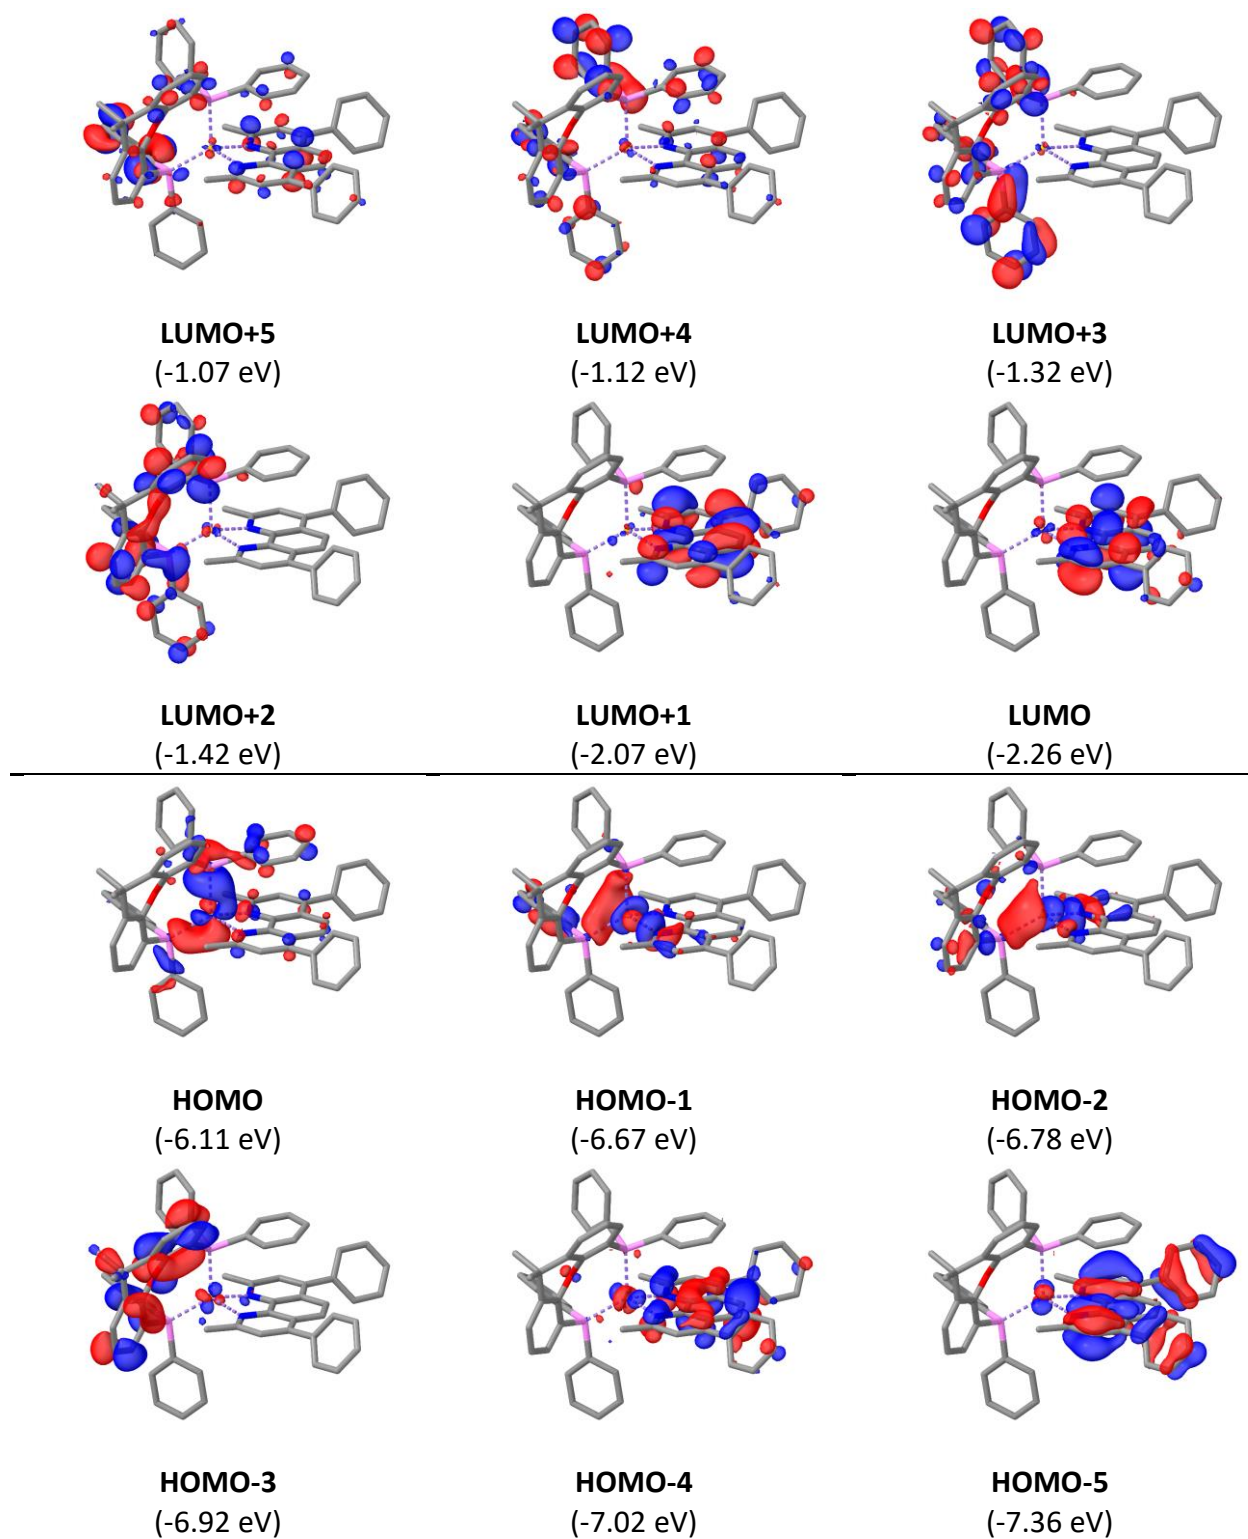 LUMO+5
(-1.07 eV)
LUMO+4
(-1.12 eV)
LUMO+3
(-1.32 eV)
LUMO+2
(-1.42 eV)
LUMO+1
(-2.07 eV)
LUMO
(-2.26 eV)
HOMO
(-6.11 eV)
HOMO-1
(-6.67 eV)
HOMO-2
(-6.78 eV)
HOMO-3
(-6.92 eV)
HOMO-4
(-7.02 eV)
HOMO-5
(-7.36 eV)